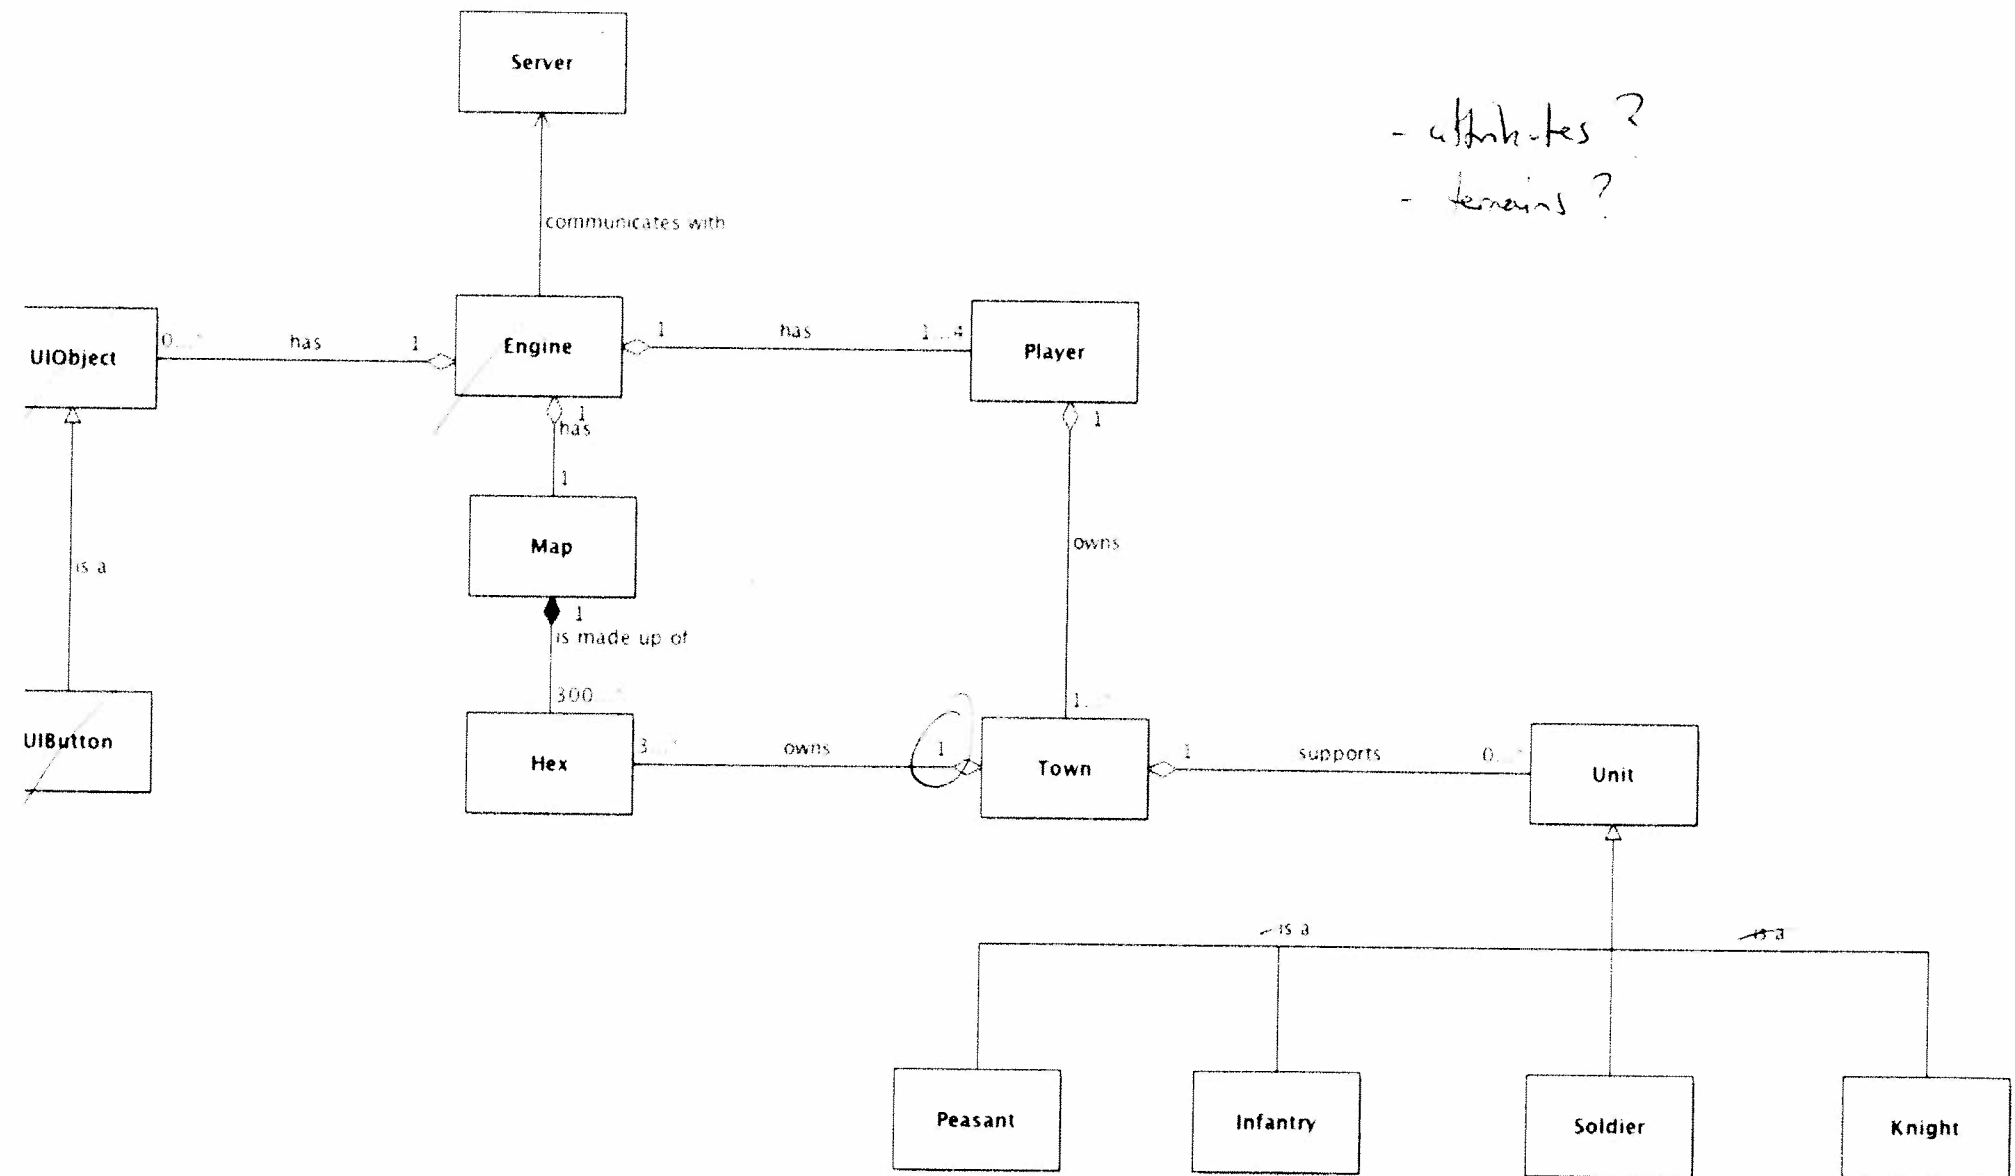 Server
- attributes ?
- terrains ?
communicates with
UIObject
0...*
has
1
Engine
1
has
1...4
Player
1
has
1
1
is a
Map
owns
1
is made up of
300...*
1...*
UIButton
Hex
3...*
owns
1
Town
1
supports
0...*
Unit
is a
is a
Peasant
Infantry
Soldier
Knight